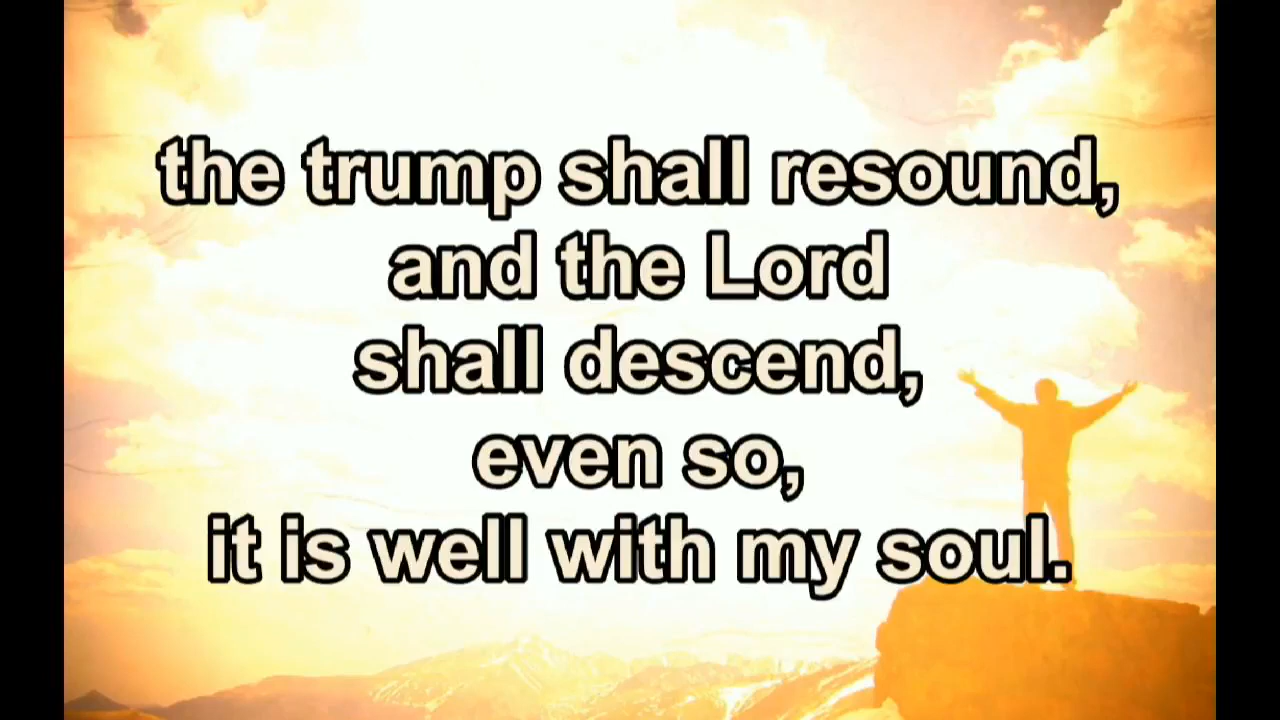 the trump shall resound,
and the Lord
shall descend,
even so,
it is well with my soul.